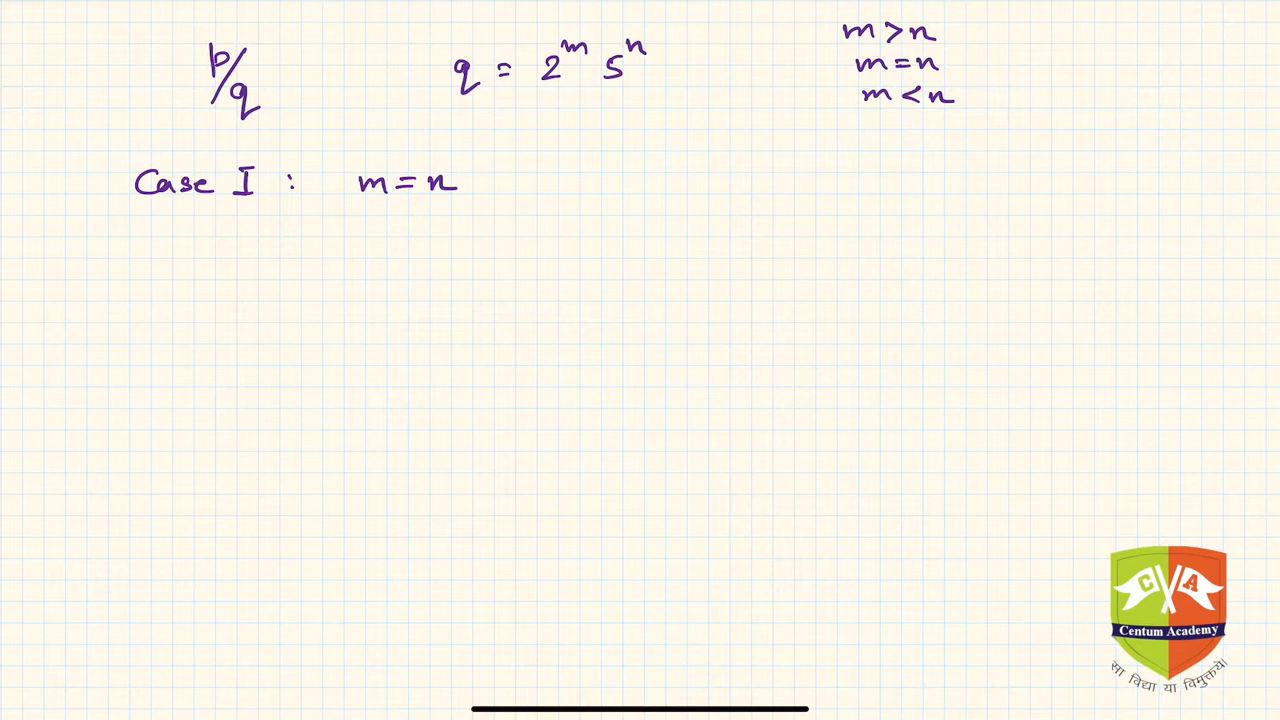 p/q q = 2^m 5^n
m > n
m = n
m < n
Case I : m = n
C A
Centum Academy
सा विद्या या विमुक्तये